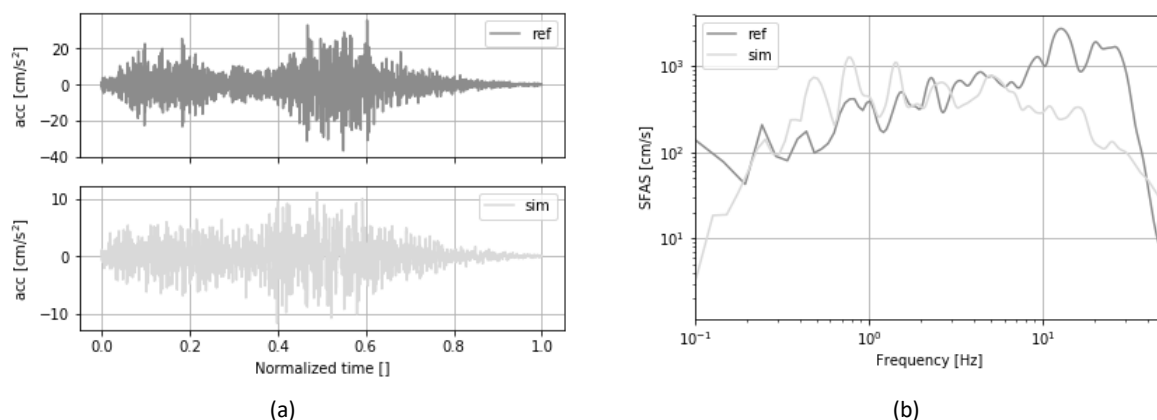 acc [cm/s²]
20
0
−20
−40
ref
acc [cm/s²]
10
0
−10
sim
0.0 0.2 0.4 0.6 0.8 1.0
Normalized time []
(a)
SFAS [cm/s]
10³
10²
10¹
ref
sim
10⁻¹ 10⁰ 10¹
Frequency [Hz]
(b)